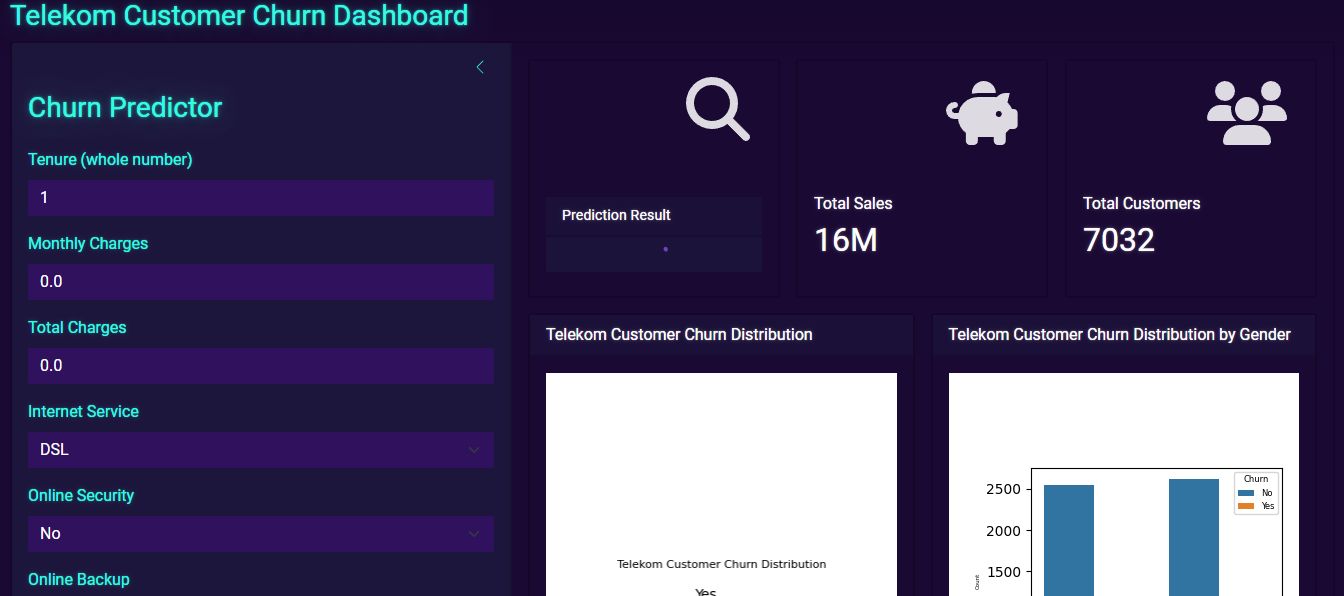 Telekom Customer Churn Dashboard
Churn Predictor
Tenure (whole number)
1
Monthly Charges
0.0
Total Charges
0.0
Internet Service
DSL
Online Security
No
Online Backup
Prediction Result
Total Sales
16M
Total Customers
7032
Telekom Customer Churn Distribution
Telekom Customer Churn Distribution
Yes
Telekom Customer Churn Distribution by Gender
Churn
No
Yes
2500
2000
1500
Count